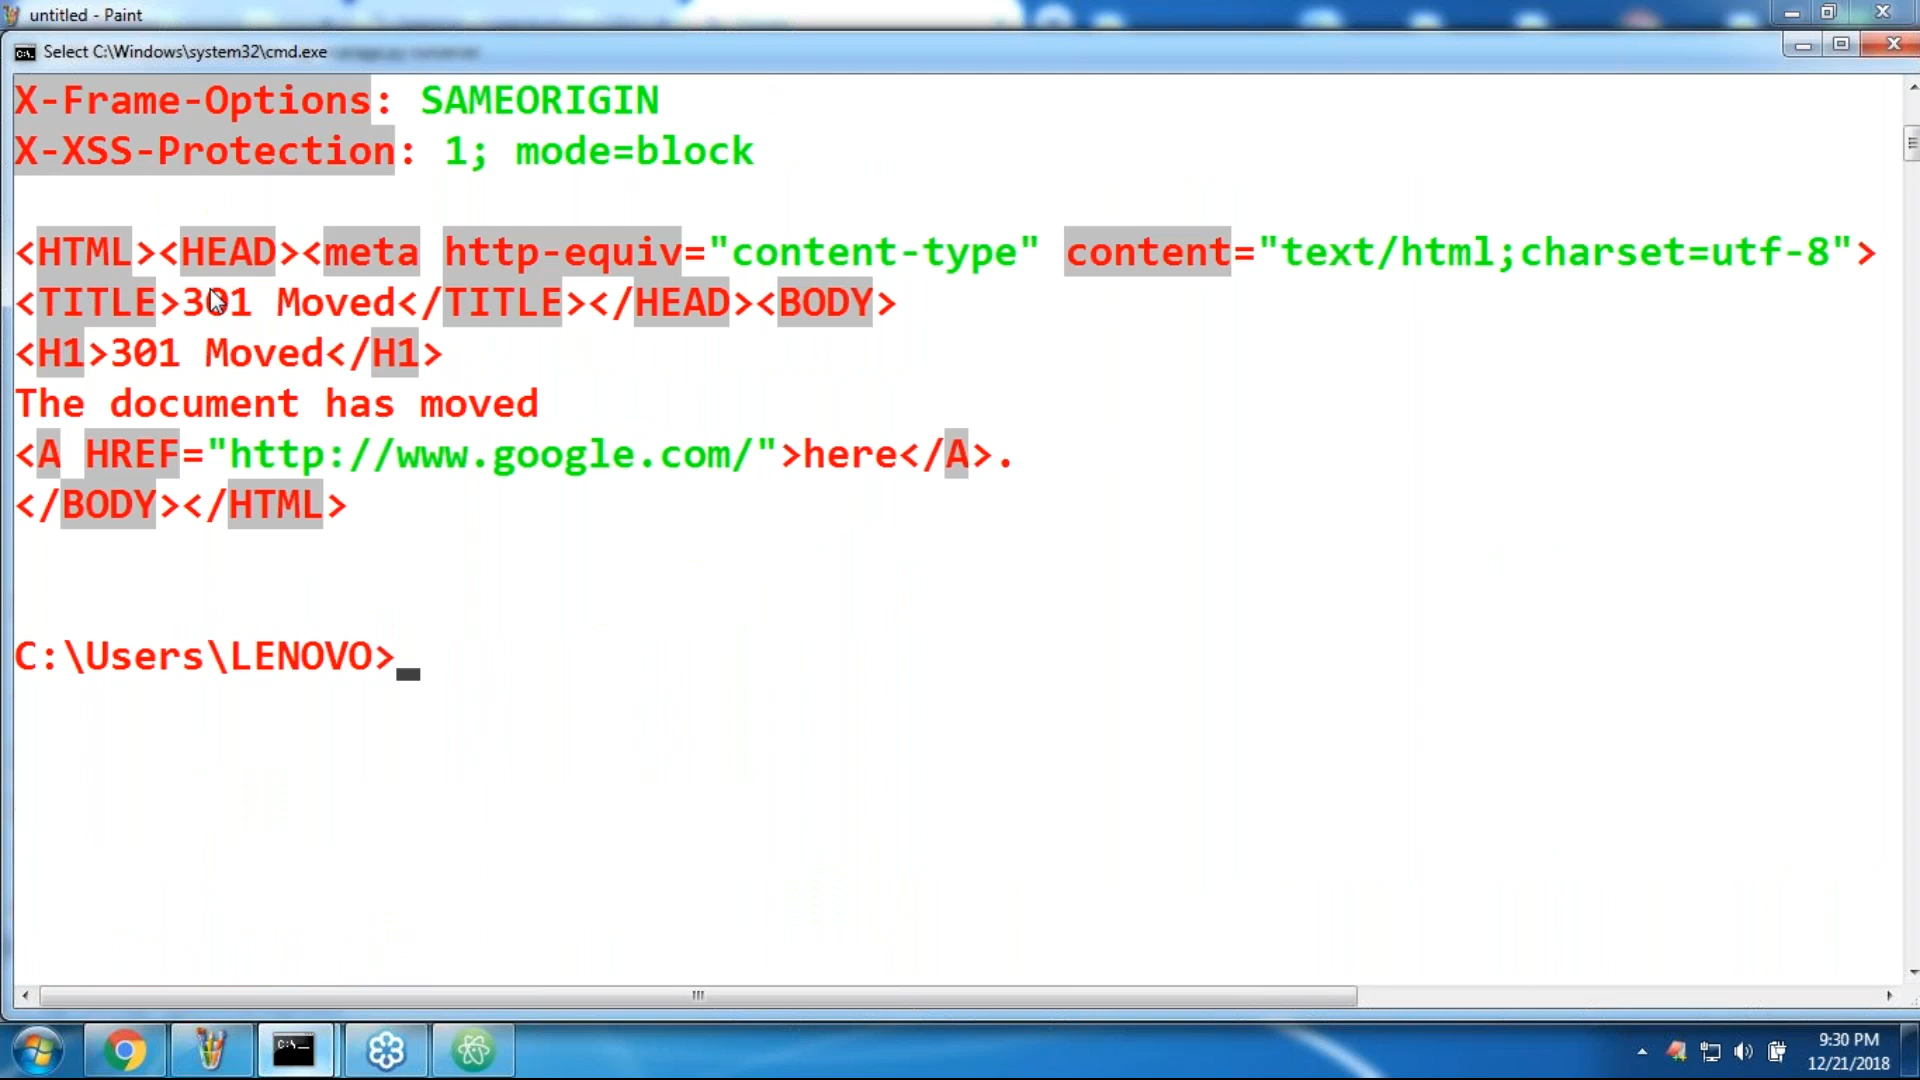 untitled - Paint
Select C:\Windows\system32\cmd.exe
X-Frame-Options: SAMEORIGIN
X-XSS-Protection: 1; mode=block
<HTML><HEAD><meta http-equiv="content-type" content="text/html;charset=utf-8">
<TITLE>301 Moved</TITLE></HEAD><BODY>
<H1>301 Moved</H1>
The document has moved
<A HREF="http://www.google.com/">here</A>.
</BODY></HTML>
C:\Users\LENOVO>
9:30 PM
12/21/2018